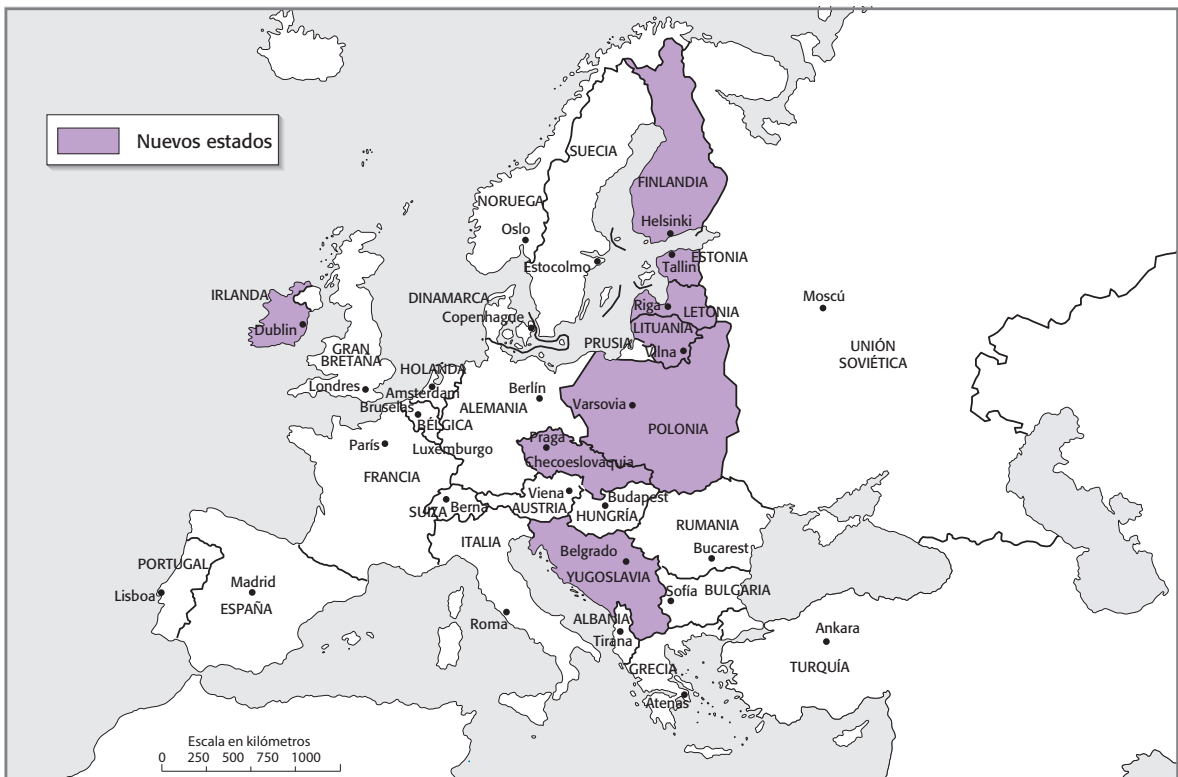 Nuevos estados
SUECIA
FINLANDIA
NORUEGA
Oslo
Helsinki
Estocolmo
ESTONIA
Tallin
IRLANDA
DINAMARCA
Copenhague
Riga
LETONIA
Moscú
Dublin
LITUANIA
GRAN
BRETAÑA
PRUSIA
Vilna
UNIÓN
SOVIÉTICA
HOLANDA
Londres
Amsterdam
Berlín
Bruselas
ALEMANIA
Varsovia
BÉLGICA
POLONIA
París
Luxemburgo
Praga
Checoeslovaquia
FRANCIA
Viena
Budapest
SUIZA
Berna
AUSTRIA
HUNGRÍA
RUMANIA
ITALIA
Belgrado
Bucarest
PORTUGAL
YUGOSLAVIA
Madrid
Sofía
BULGARIA
Lisboa
ESPAÑA
Roma
ALBANIA
Tirana
Ankara
GRECIA
TURQUÍA
Atenas
Escala en kilómetros
0 250 500 750 1000